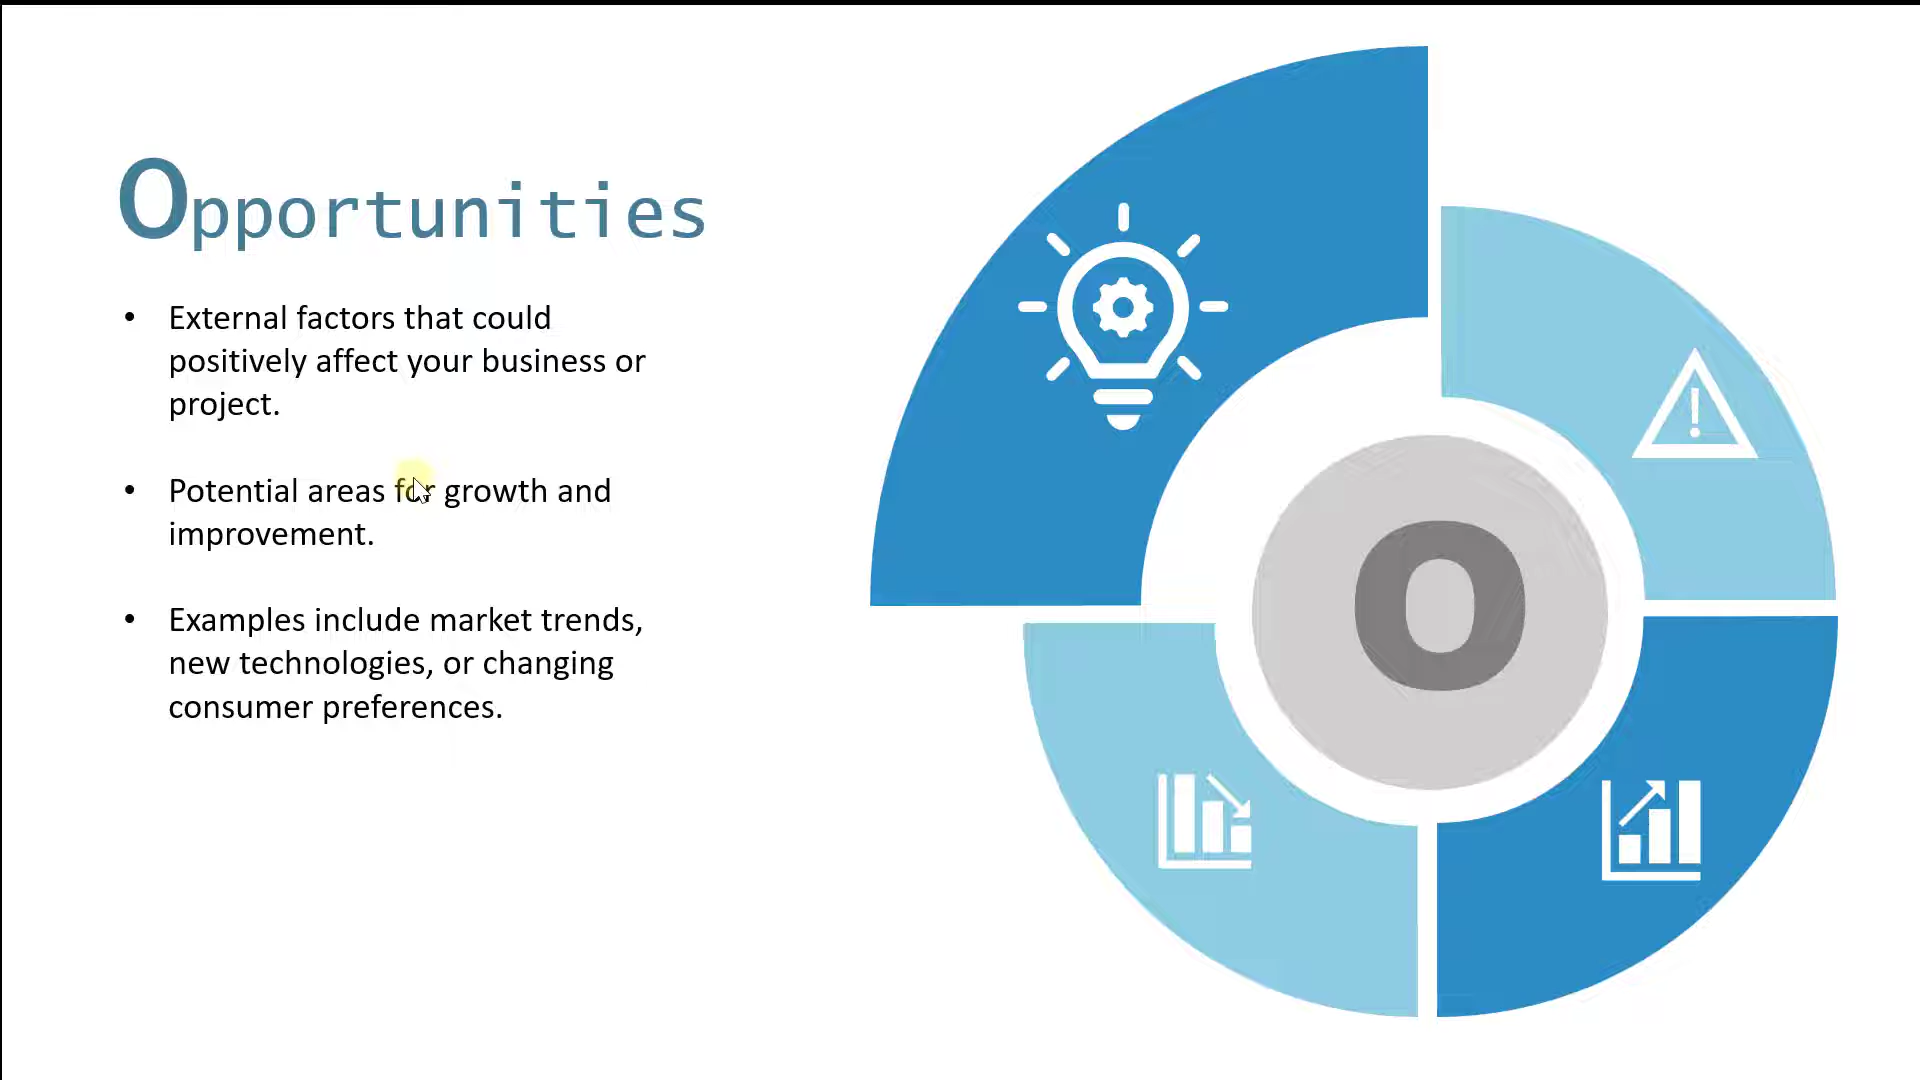 Opportunities
• External factors that could
positively affect your business or
project.
• Potential areas for growth and
improvement.
• Examples include market trends,
new technologies, or changing
consumer preferences.
O